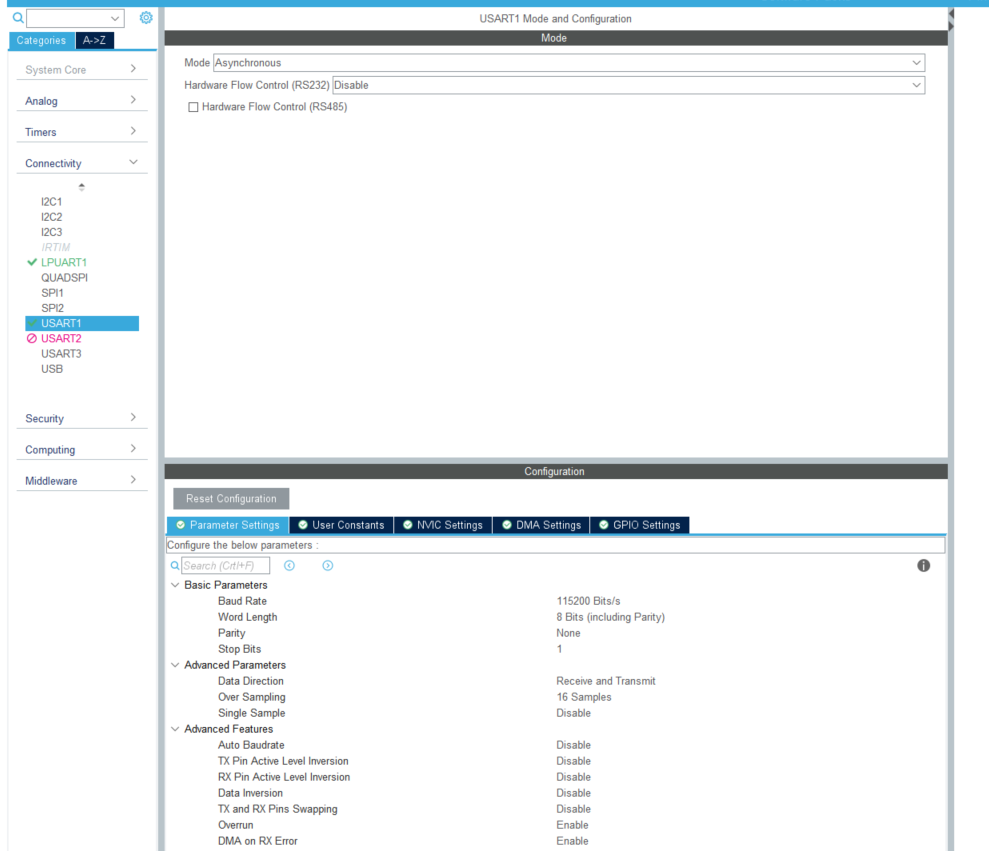 USART1 Mode and Configuration
Categories A->Z
System Core
Analog
Timers
Connectivity
I2C1
I2C2
I2C3
IRTIM
LPUART1
QUADSPI
SPI1
SPI2
USART1
USART2
USART3
USB
Security
Computing
Middleware
Mode
Mode Asynchronous
Hardware Flow Control (RS232) Disable
Hardware Flow Control (RS485)
Configuration
Reset Configuration
Parameter Settings User Constants NVIC Settings DMA Settings GPIO Settings
Configure the below parameters :
Search (Crtl+F)
Basic Parameters
Baud Rate 115200 Bits/s
Word Length 8 Bits (including Parity)
Parity None
Stop Bits 1
Advanced Parameters
Data Direction Receive and Transmit
Over Sampling 16 Samples
Single Sample Disable
Advanced Features
Auto Baudrate Disable
TX Pin Active Level Inversion Disable
RX Pin Active Level Inversion Disable
Data Inversion Disable
TX and RX Pins Swapping Disable
Overrun Enable
DMA on RX Error Enable